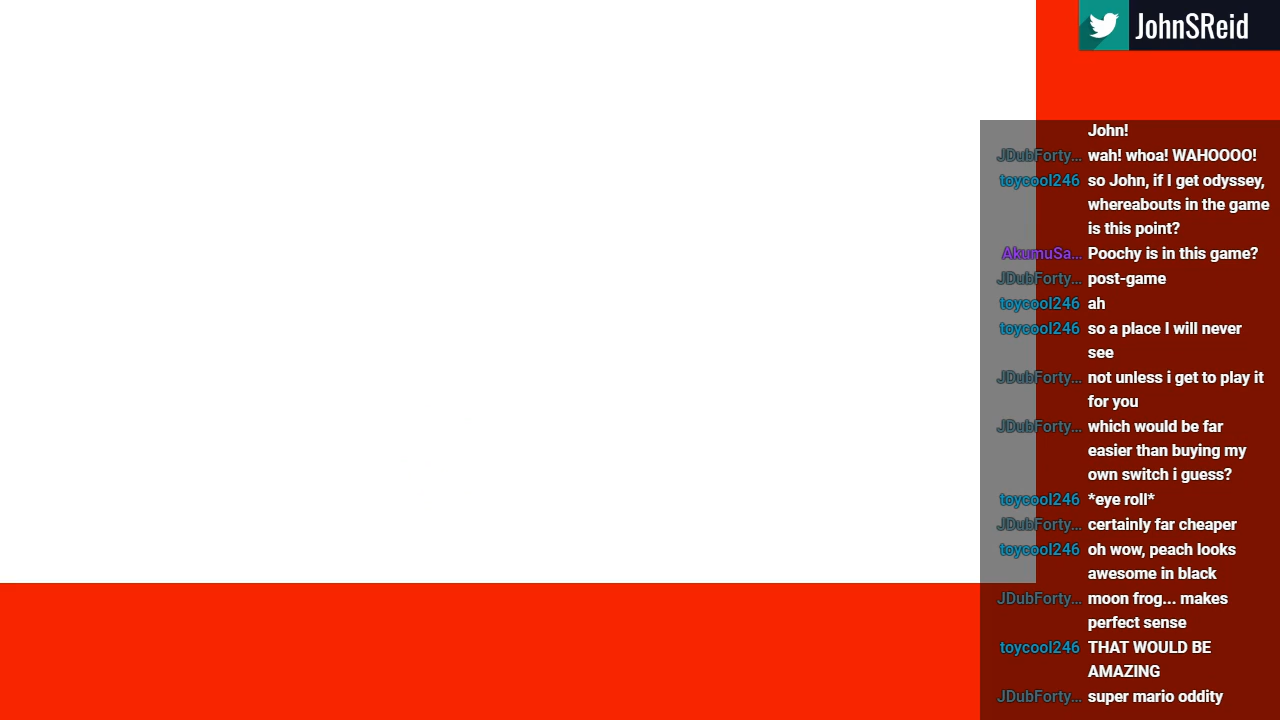 JohnSReid
John!
JDubForty... wah! whoa! WAHOOOO!
toycool246 so John, if I get odyssey,
whereabouts in the game
is this point?
AkumuSa... Poochy is in this game?
JDubForty... post-game
toycool246 ah
toycool246 so a place I will never
see
JDubForty... not unless i get to play it
for you
JDubForty... which would be far
easier than buying my
own switch i guess?
toycool246 *eye roll*
JDubForty... certainly far cheaper
toycool246 oh wow, peach looks
awesome in black
JDubForty... moon frog... makes
perfect sense
toycool246 THAT WOULD BE
AMAZING
JDubForty... super mario oddity